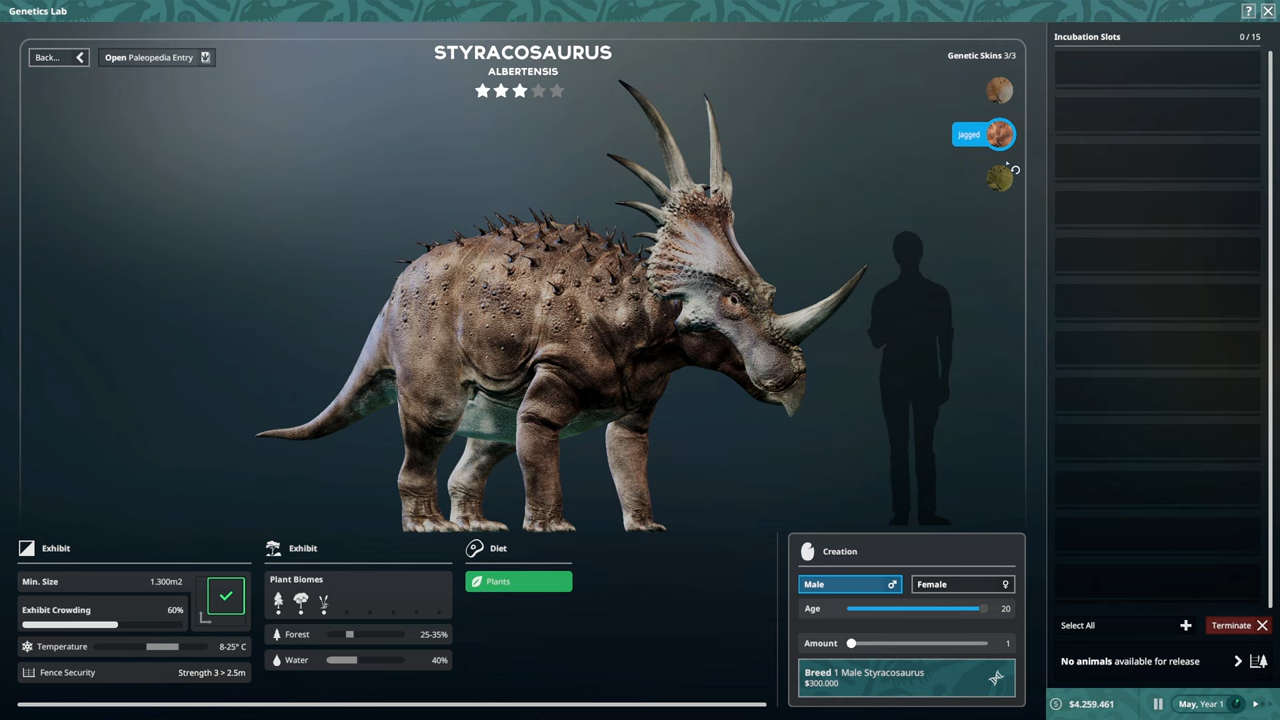 Genetics Lab
?
Back...
Open Paleopedia Entry
STYRACOSAURUS
ALBERTENSIS
Genetic Skins 3/3
Jagged
Incubation Slots 0 / 15
Exhibit
Min. Size 1.300m2
Exhibit Crowding 60%
Temperature 8-25° C
Fence Security Strength 3 > 2.5m
Exhibit
Plant Biomes
Forest 25-35%
Water 40%
Diet
Plants
Creation
Male
Female
Age 20
Amount 1
Breed 1 Male Styracosaurus
$300.000
Select All
Terminate
No animals available for release
$4.259.461
May, Year 1